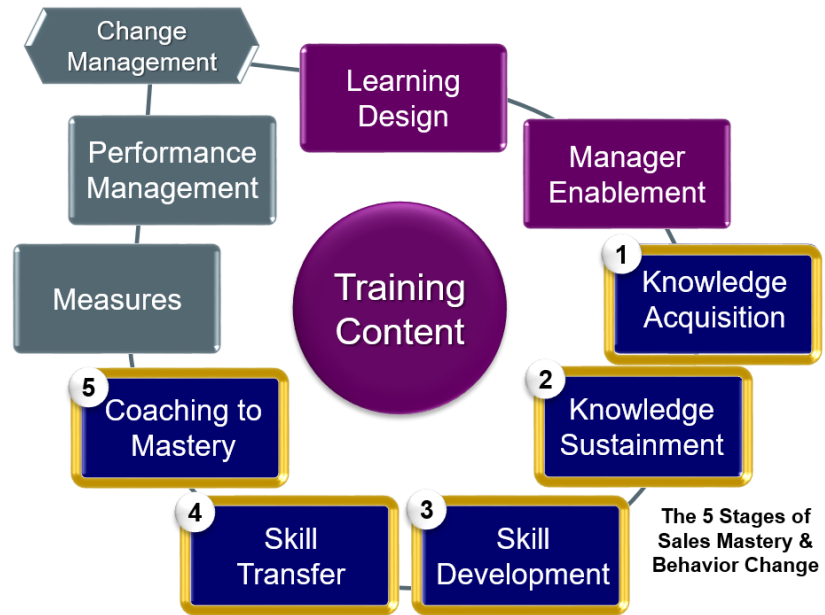 Change
Management
Learning
Design
Manager
Enablement
1
Knowledge
Acquisition
2
Knowledge
Sustainment
3
Skill
Development
4
Skill
Transfer
5
Coaching to
Mastery
Measures
Performance
Management
Training
Content
The 5 Stages of
Sales Mastery &
Behavior Change